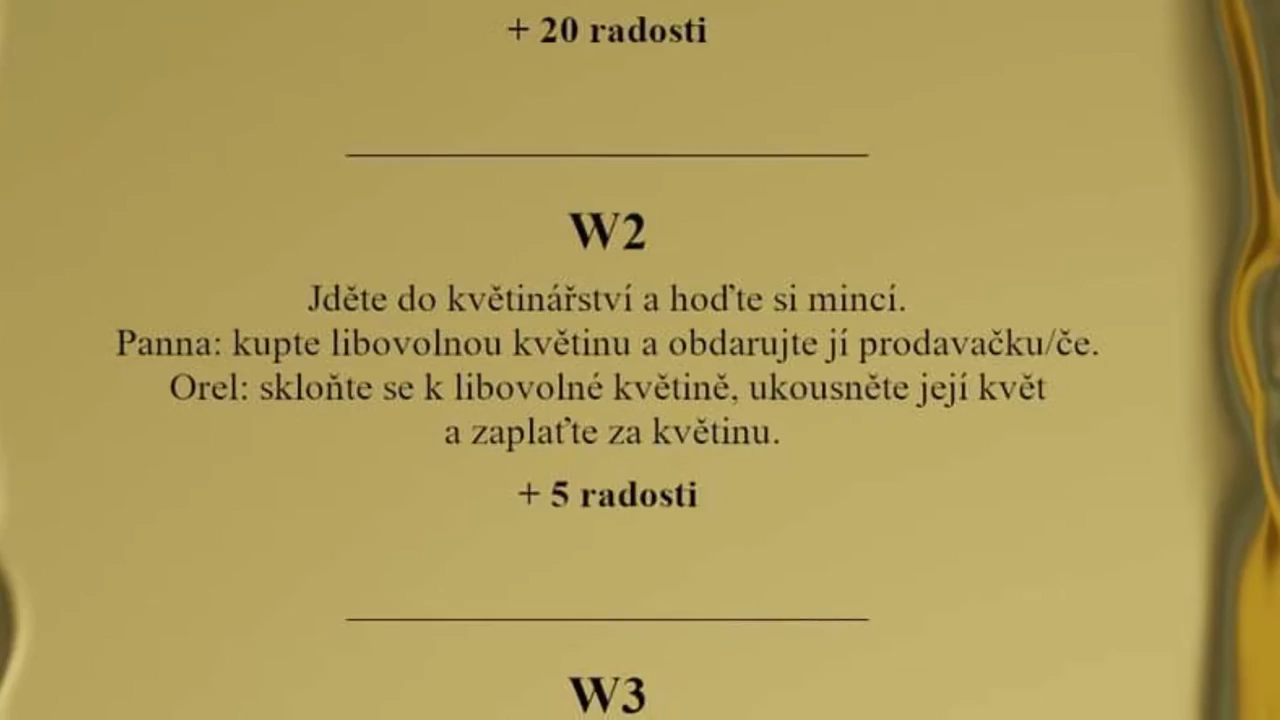 + 20 radosti
W2
Jděte do květinářství a hoďte si mincí.
Panna: kupte libovolnou květinu a obdarujte jí prodavačku/če.
Orel: skloňte se k libovolné květině, ukousněte její květ
a zaplaťte za květinu.
+ 5 radosti
W3